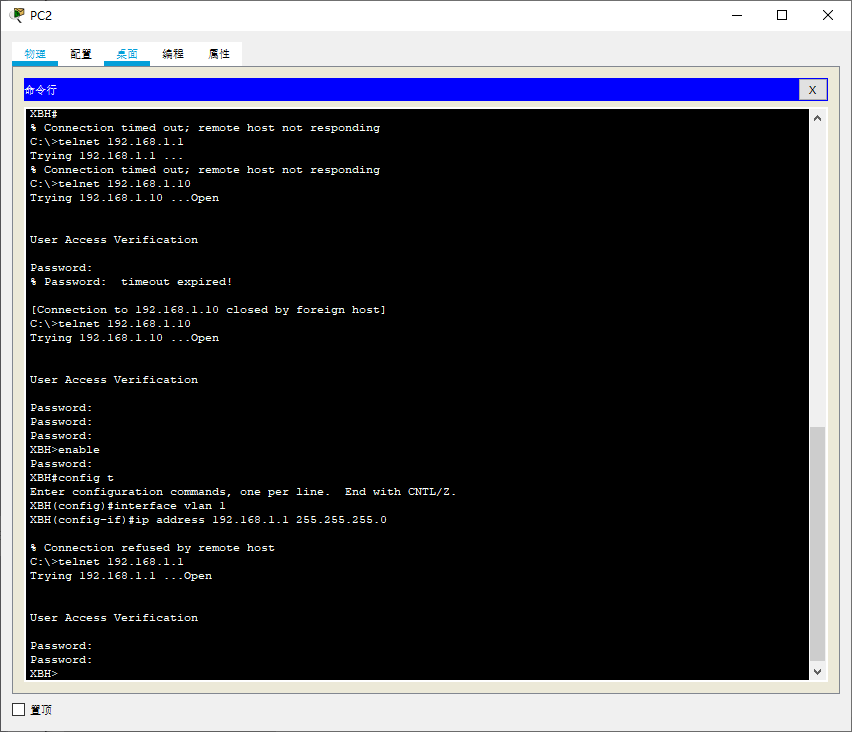 PC2
物理 配置 桌面 编程 属性
命令行
X
XBH#
% Connection timed out; remote host not responding
C:\>telnet 192.168.1.1
Trying 192.168.1.1 ...
% Connection timed out; remote host not responding
C:\>telnet 192.168.1.10
Trying 192.168.1.10 ...Open
User Access Verification
Password:
% Password:  timeout expired!
[Connection to 192.168.1.10 closed by foreign host]
C:\>telnet 192.168.1.10
Trying 192.168.1.10 ...Open
User Access Verification
Password:
Password:
Password:
XBH>enable
Password:
XBH#config t
Enter configuration commands, one per line.  End with CNTL/Z.
XBH(config)#interface vlan 1
XBH(config-if)#ip address 192.168.1.1 255.255.255.0
% Connection refused by remote host
C:\>telnet 192.168.1.1
Trying 192.168.1.1 ...Open
User Access Verification
Password:
Password:
XBH>
置顶